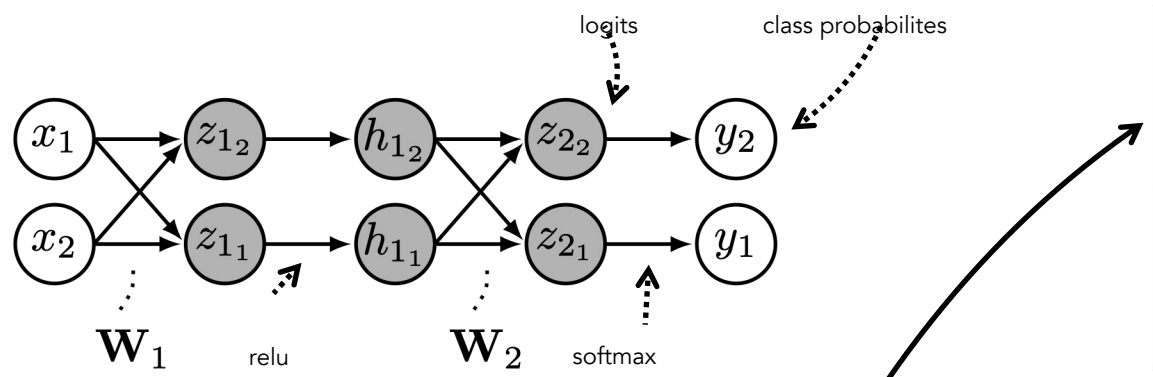 logits class probabilites
x₁ z₁₂ h₁₂ z₂₂ y₂
x₂ z₁₁ h₁₁ z₂₁ y₁
W₁ relu W₂ softmax